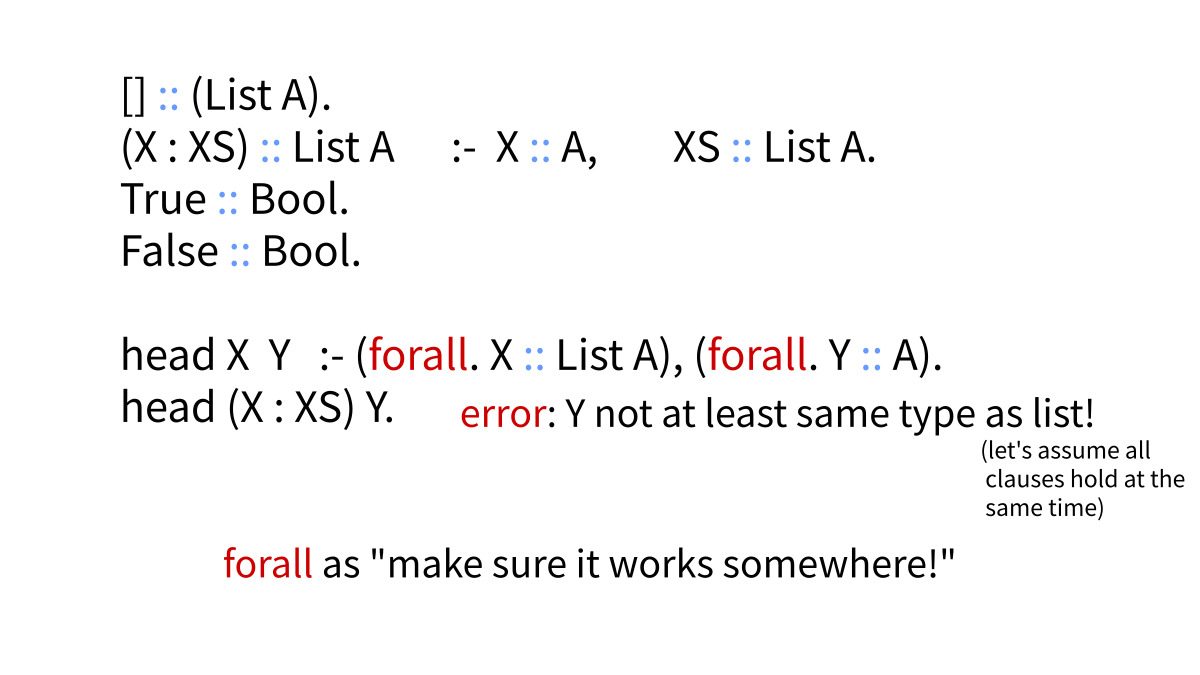 [] :: (List A).
(X : XS) :: List A :- X :: A, XS :: List A.
True :: Bool.
False :: Bool.
head X Y :- (forall. X :: List A), (forall. Y :: A).
head (X : XS) Y. error: Y not at least same type as list!
(let's assume all
clauses hold at the
same time)
forall as "make sure it works somewhere!"